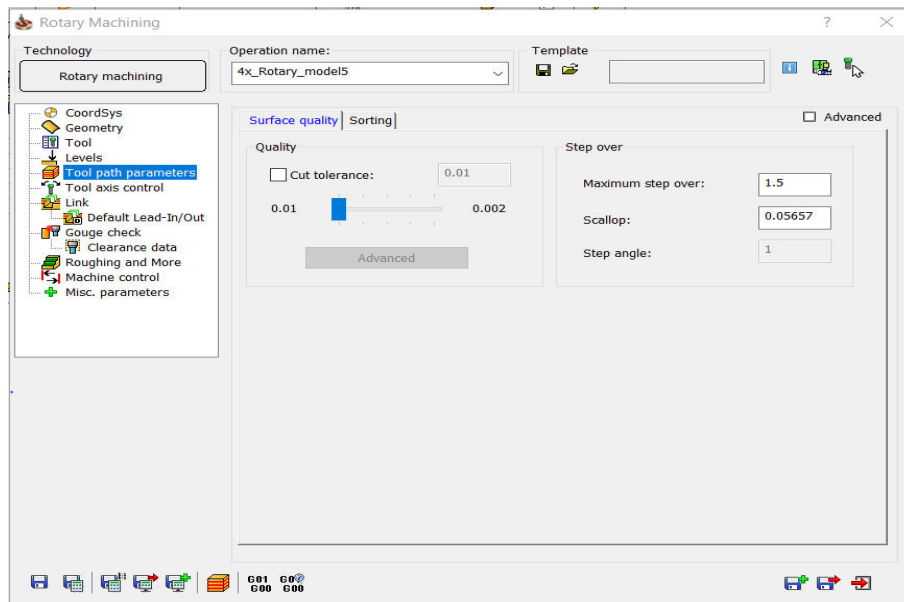 Rotary Machining
?
Technology
Rotary machining
Operation name:
4x_Rotary_model5
Template
CoordSys
Geometry
Tool
Levels
Tool path parameters
Tool axis control
Link
Default Lead-In/Out
Gouge check
Clearance data
Roughing and More
Machine control
Misc. parameters
Surface quality
Sorting
Advanced
Quality
Cut tolerance:
0.01
0.01
0.002
Advanced
Step over
Maximum step over:
1.5
Scallop:
0.05657
Step angle:
1
G01 G0
G00 G00